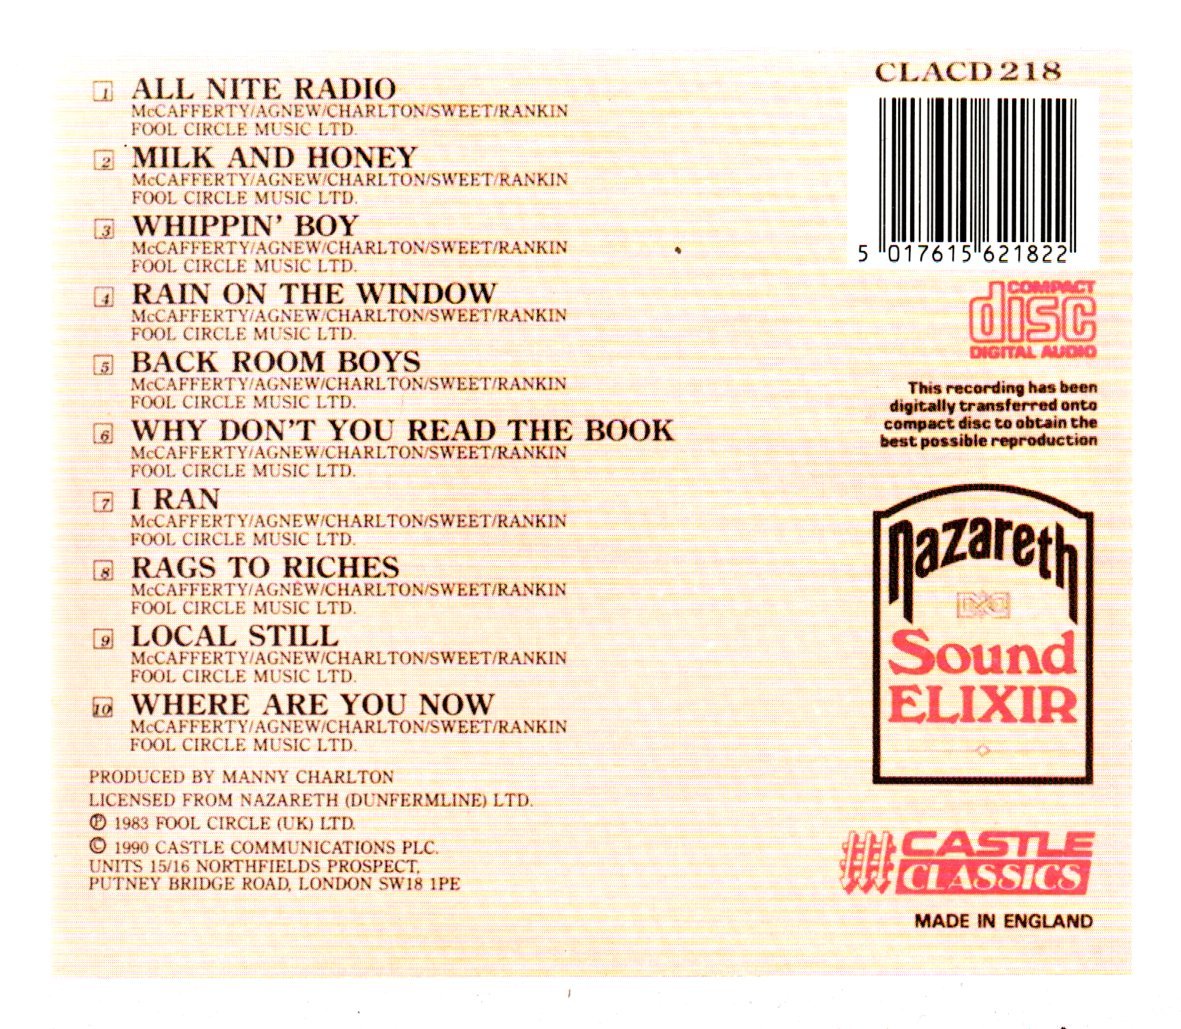 1 ALL NITE RADIO
McCAFFERTY/AGNEW/CHARLTON/SWEET/RANKIN
FOOL CIRCLE MUSIC LTD.
2 MILK AND HONEY
McCAFFERTY/AGNEW/CHARLTON/SWEET/RANKIN
FOOL CIRCLE MUSIC LTD.
3 WHIPPIN' BOY
McCAFFERTY/AGNEW/CHARLTON/SWEET/RANKIN
FOOL CIRCLE MUSIC LTD.
4 RAIN ON THE WINDOW
McCAFFERTY/AGNEW/CHARLTON/SWEET/RANKIN
FOOL CIRCLE MUSIC LTD.
5 BACK ROOM BOYS
McCAFFERTY/AGNEW/CHARLTON/SWEET/RANKIN
FOOL CIRCLE MUSIC LTD.
6 WHY DON'T YOU READ THE BOOK
McCAFFERTY/AGNEW/CHARLTON/SWEET/RANKIN
FOOL CIRCLE MUSIC LTD.
7 I RAN
McCAFFERTY/AGNEW/CHARLTON/SWEET/RANKIN
FOOL CIRCLE MUSIC LTD.
8 RAGS TO RICHES
McCAFFERTY/AGNEW/CHARLTON/SWEET/RANKIN
FOOL CIRCLE MUSIC LTD.
9 LOCAL STILL
McCAFFERTY/AGNEW/CHARLTON/SWEET/RANKIN
FOOL CIRCLE MUSIC LTD.
10 WHERE ARE YOU NOW
McCAFFERTY/AGNEW/CHARLTON/SWEET/RANKIN
FOOL CIRCLE MUSIC LTD.
PRODUCED BY MANNY CHARLTON
LICENSED FROM NAZARETH (DUNFERMLINE) LTD.
℗ 1983 FOOL CIRCLE (UK) LTD.
© 1990 CASTLE COMMUNICATIONS PLC.
UNITS 15/16 NORTHFIELDS PROSPECT,
PUTNEY BRIDGE ROAD, LONDON SW18 1PE
CLACD 218
5 017615 621822
COMPACT
disc
DIGITAL AUDIO
This recording has been
digitally transferred onto
compact disc to obtain the
best possible reproduction
nazareth
Sound
ELIXIR
CASTLE
CLASSICS
MADE IN ENGLAND